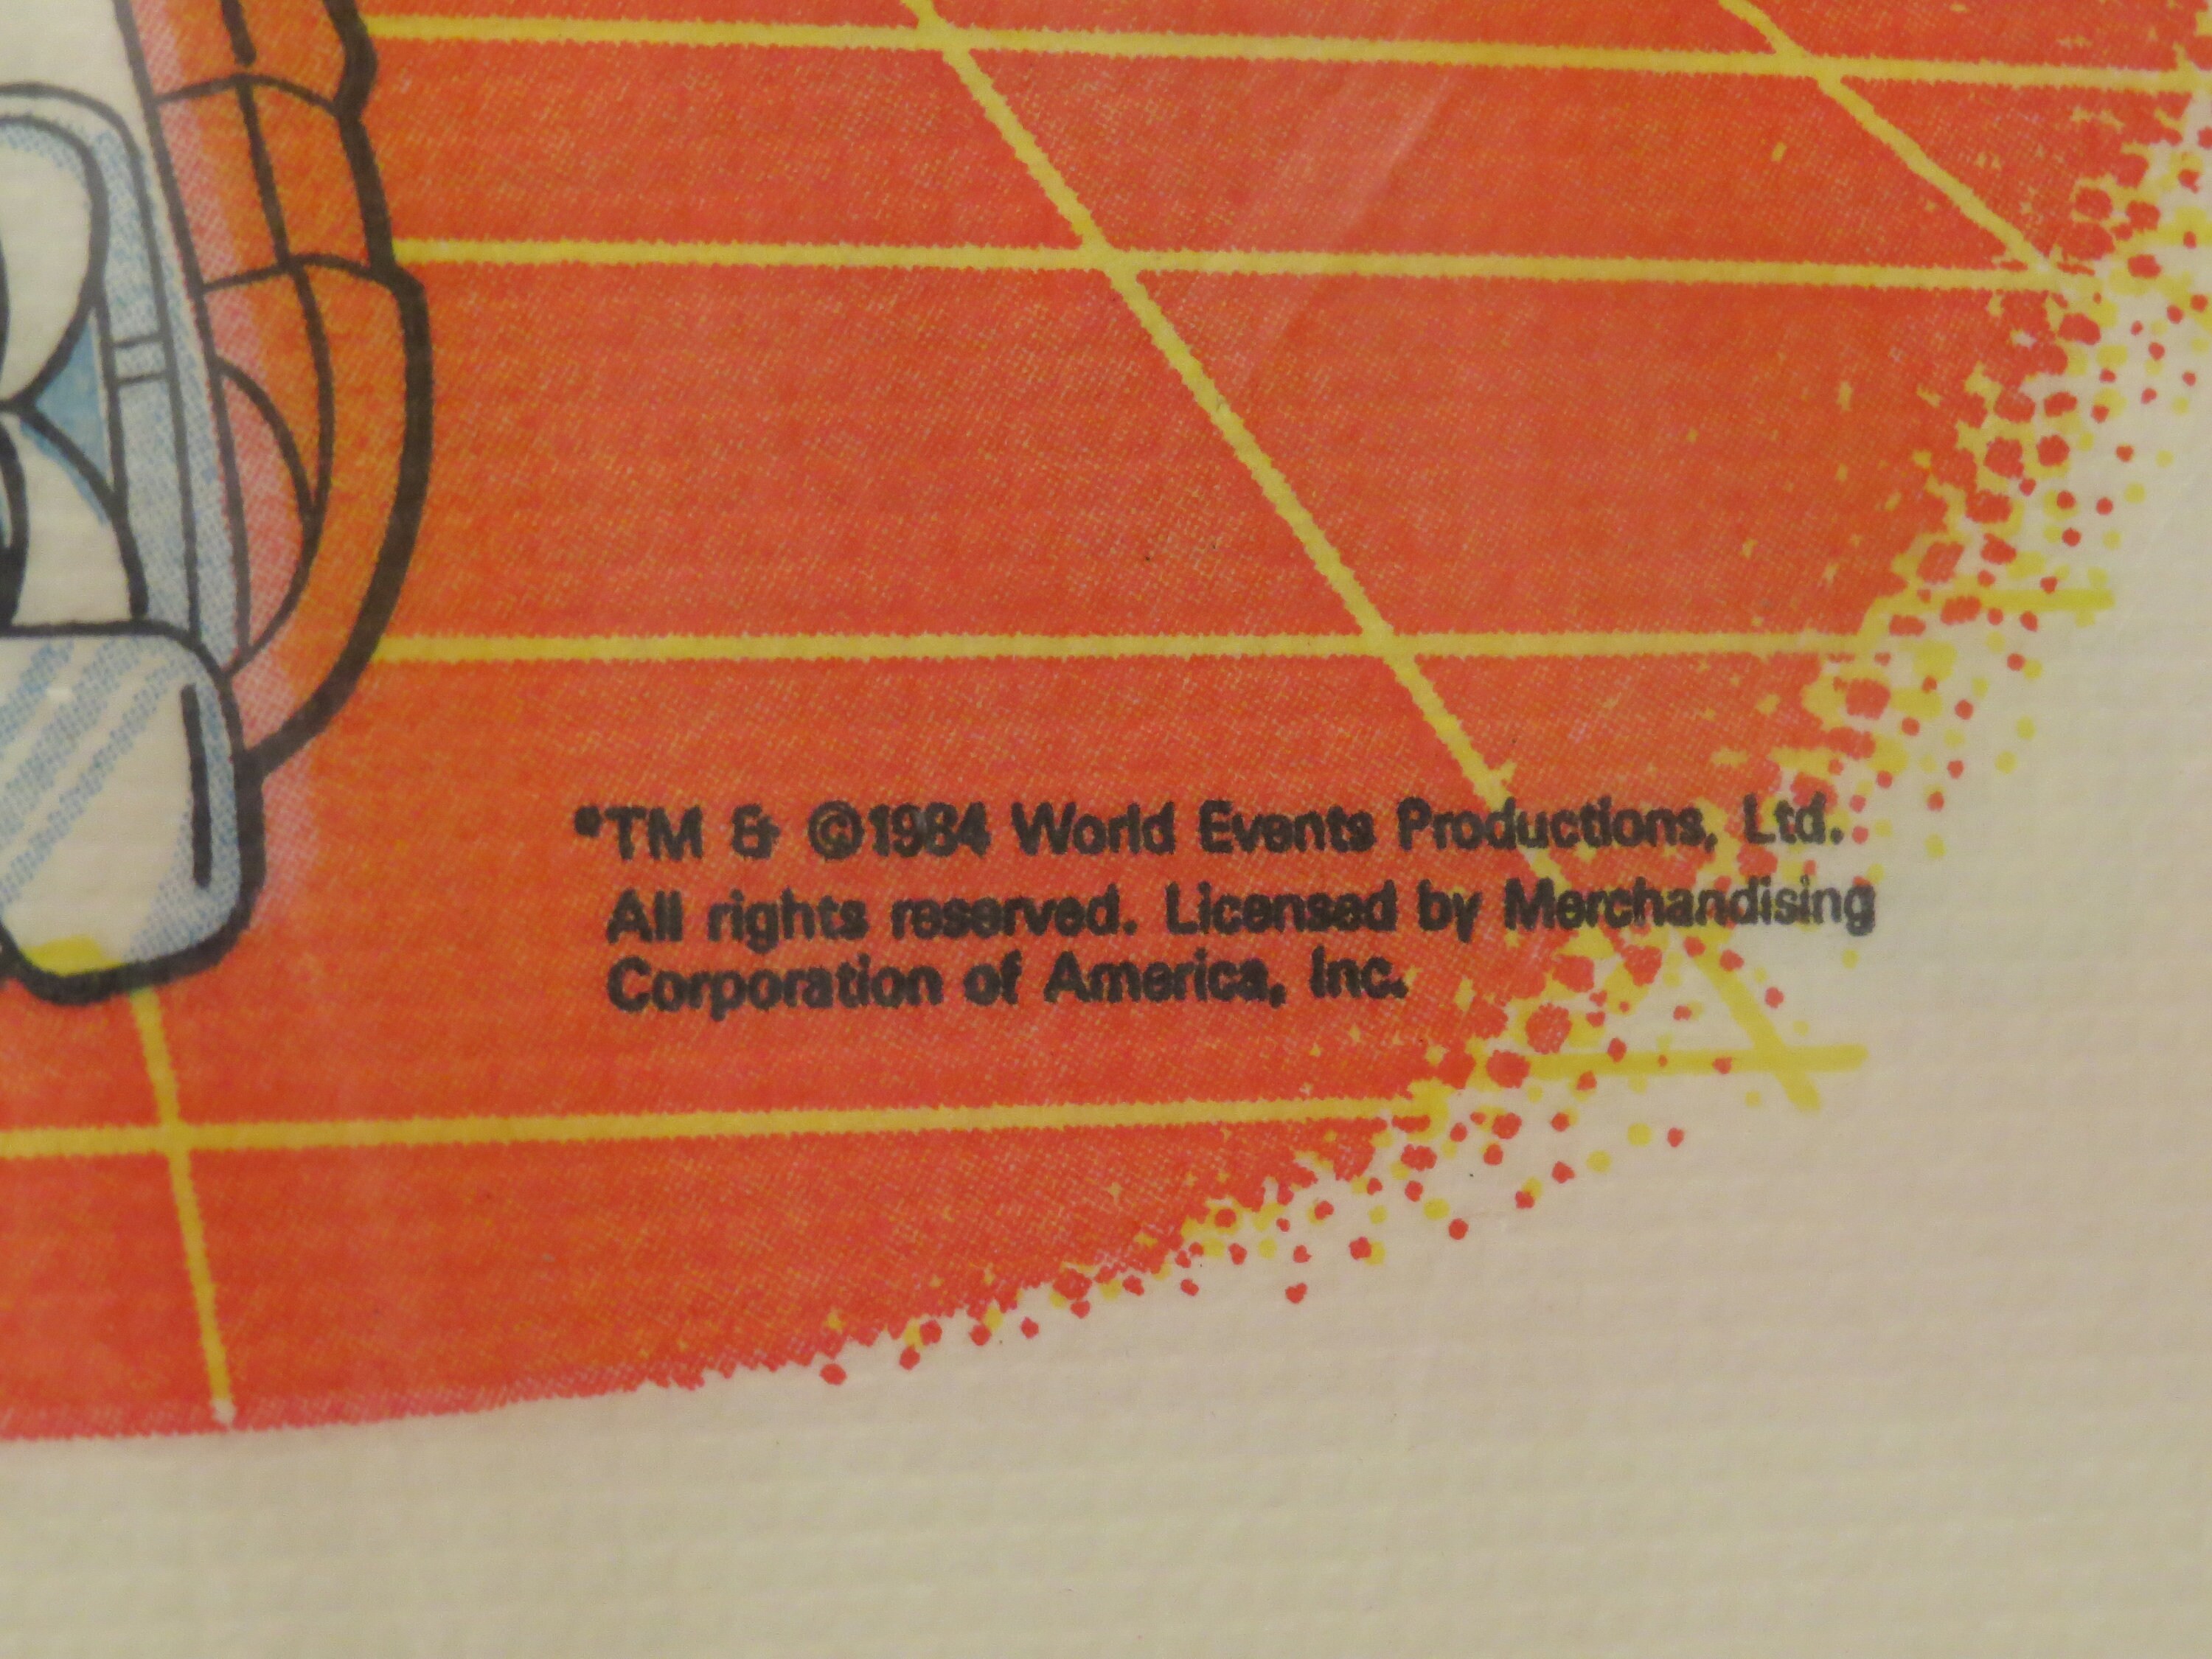 *TM & ©1984 World Events Productions, Ltd.
All rights reserved. Licensed by Merchandising
Corporation of America, Inc.